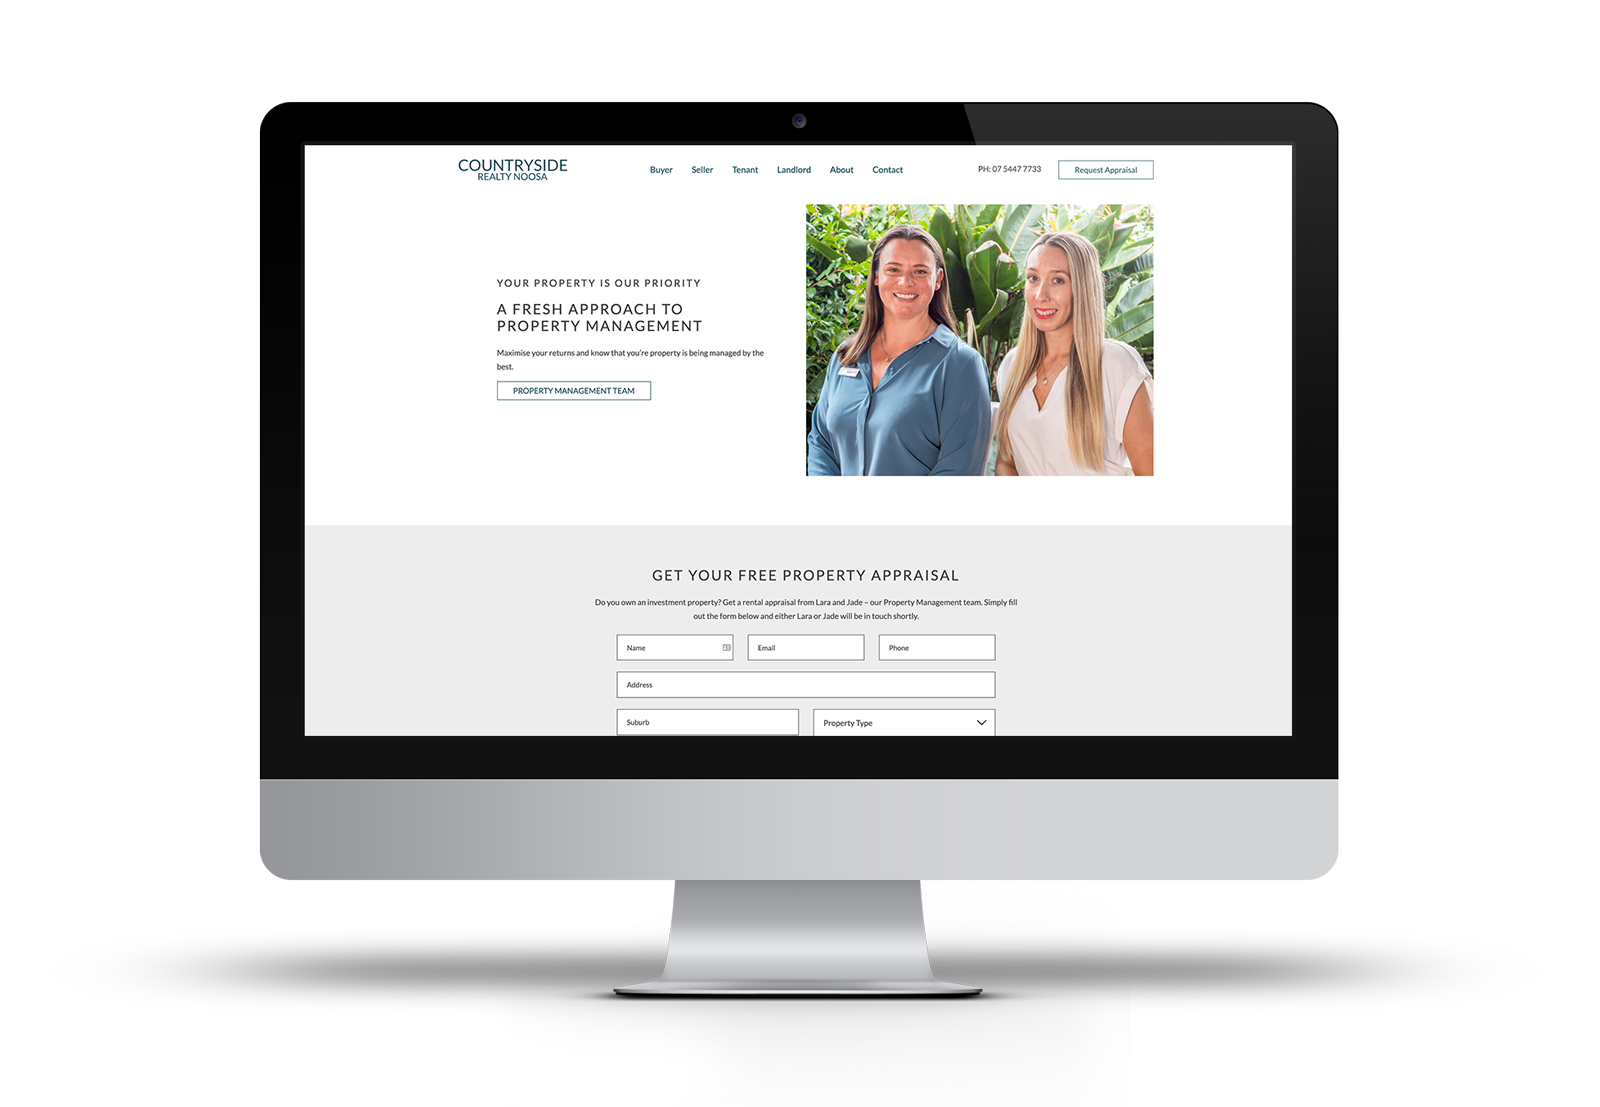 COUNTRYSIDE
REALTY NOOSA
Buyer Seller Tenant Landlord About Contact
PH: 07 5447 7733
Request Appraisal
YOUR PROPERTY IS OUR PRIORITY
A FRESH APPROACH TO
PROPERTY MANAGEMENT
Maximise your returns and know that you're property is being managed by the
best.
PROPERTY MANAGEMENT TEAM
GET YOUR FREE PROPERTY APPRAISAL
Do you own an investment property? Get a rental appraisal from Lara and Jade – our Property Management team. Simply fill
out the form below and either Lara or Jade will be in touch shortly.
Name Email Phone
Address
Suburb Property Type